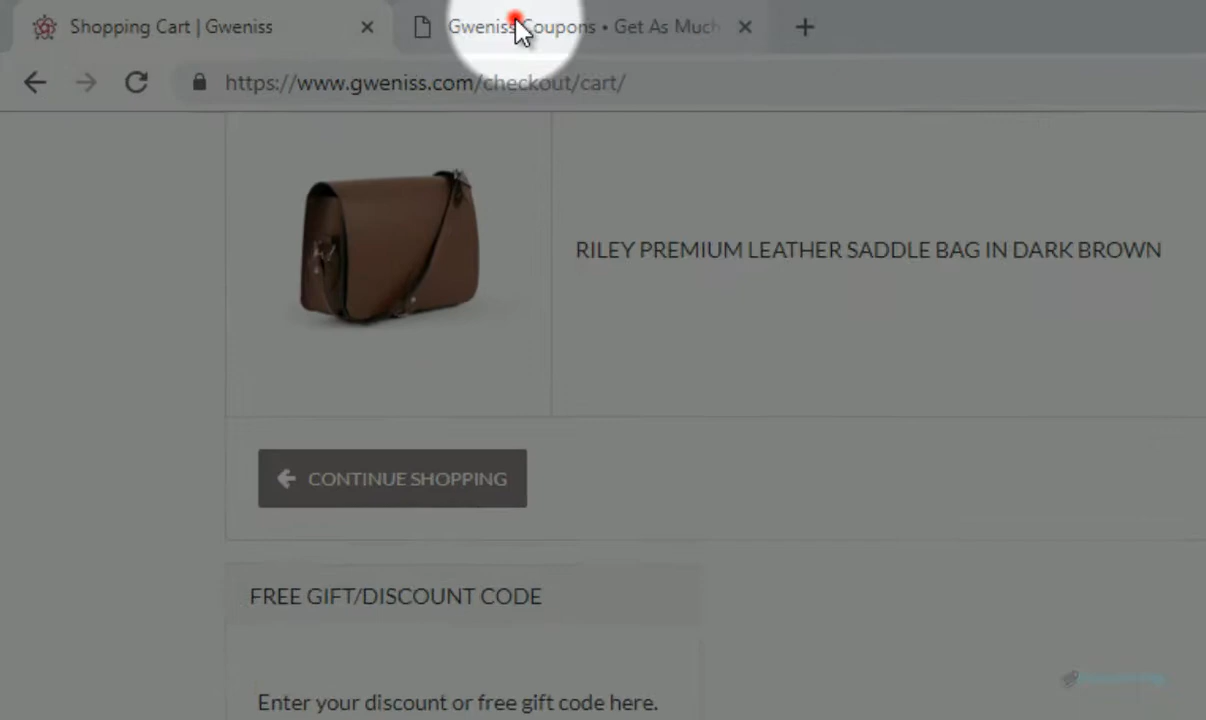 Shopping Cart | Gweniss
Gweniss Coupons • Get As Much
https://www.gweniss.com/checkout/cart/
RILEY PREMIUM LEATHER SADDLE BAG IN DARK BROWN
CONTINUE SHOPPING
FREE GIFT/DISCOUNT CODE
Enter your discount or free gift code here.